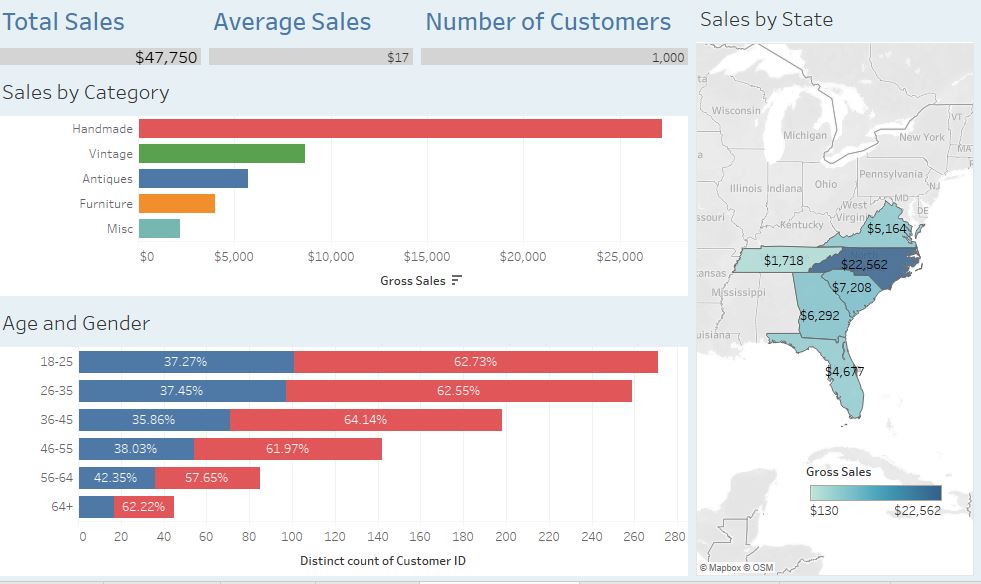 Total Sales
Average Sales
Number of Customers
$47,750
$17
1,000
Sales by Category
Handmade
Vintage
Antiques
Furniture
Misc
$0 $5,000 $10,000 $15,000 $20,000 $25,000
Gross Sales
Age and Gender
18-25 37.27% 62.73%
26-35 37.45% 62.55%
36-45 35.86% 64.14%
46-55 38.03% 61.97%
56-64 42.35% 57.65%
64+ 62.22%
0 20 40 60 80 100 120 140 160 180 200 220 240 260 280
Distinct count of Customer ID
Sales by State
ta
Wisconsin
Michigan
VT
New York
MA
a
Pennsylvania
Illinois Indiana Ohio
NJ
MD
DE
ssouri
West
Virgini
Kentucky
$5,164
$1,718
$22,562
ansas
$7,208
Mississippi
$6,292
uisiana
$4,677
Gross Sales
$130 $22,562
© Mapbox © OSM